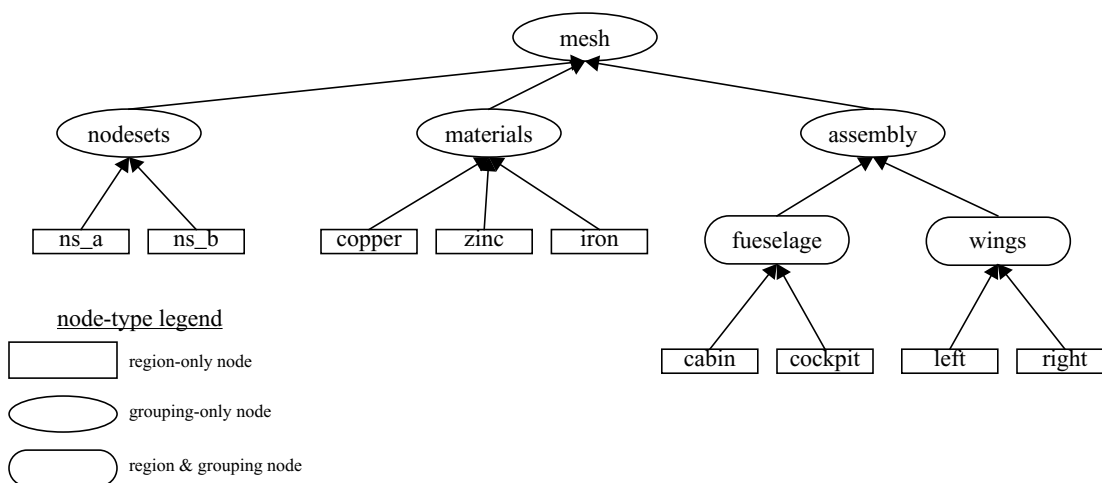 mesh
nodesets materials assembly
ns_a ns_b copper zinc iron fueselage wings
node-type legend
cabin cockpit left right
region-only node
grouping-only node
region & grouping node